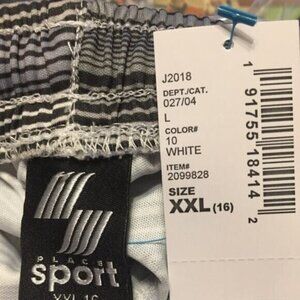 J2018
DEPT./CAT.
027/04
L
COLOR#
10
WHITE
ITEM#
2099828
SIZE
XXL (16)
1 91755 18414 2
PLACE
sport
XXL 16